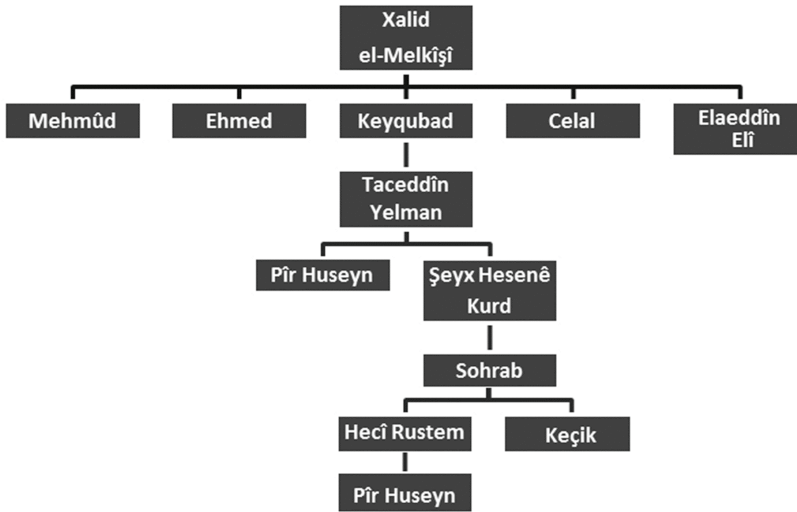 Xalid
el-Melkîşî
Mehmûd
Ehmed
Keyqubad
Celal
Elaeddîn
Elî
Taceddîn
Yelman
Pîr Huseyn
Şeyx Hesenê
Kurd
Sohrab
Hecî Rustem
Keçik
Pîr Huseyn